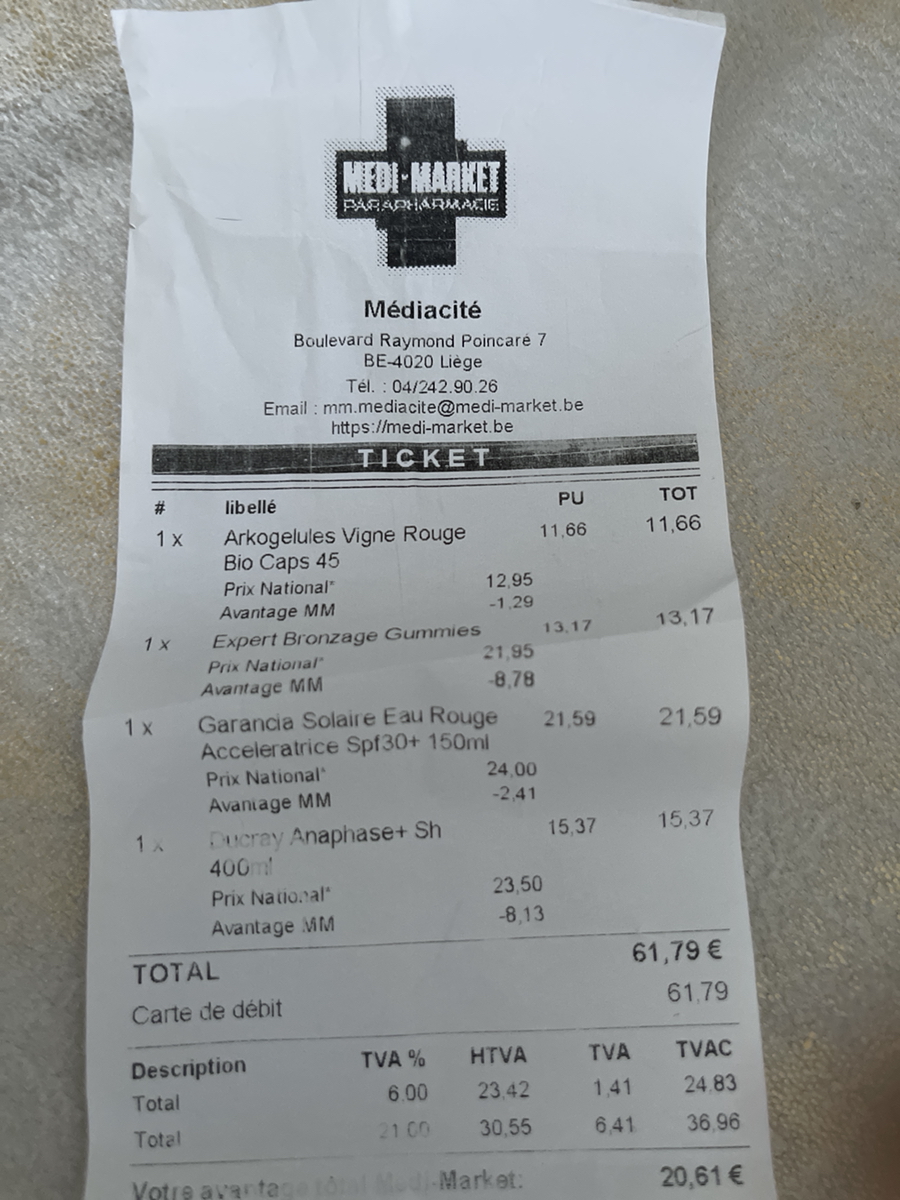 MEDI-MARKET
PARAPHARMACIE
Médiacité
Boulevard Raymond Poincaré 7
BE-4020 Liège
Tél. : 04/242.90.26
Email : mm.mediacite@medi-market.be
https://medi-market.be
TICKET
# libellé PU TOT
1 x Arkogelules Vigne Rouge 11,66 11,66
Bio Caps 45
Prix National* 12,95
Avantage MM -1,29
1 x Expert Bronzage Gummies 13,17 13,17
Prix National* 21,95
Avantage MM -8,78
1 x Garancia Solaire Eau Rouge 21,59 21,59
Acceleratrice Spf30+ 150ml
Prix National* 24,00
Avantage MM -2,41
1 x Ducray Anaphase+ Sh 15,37 15,37
400ml
Prix National* 23,50
Avantage MM -8,13
TOTAL 61,79 €
Carte de débit 61,79
Description TVA % HTVA TVA TVAC
Total 6.00 23,42 1,41 24,83
Total 21.00 30,55 6,41 36,96
Votre avantage total Medi-Market: 20,61 €